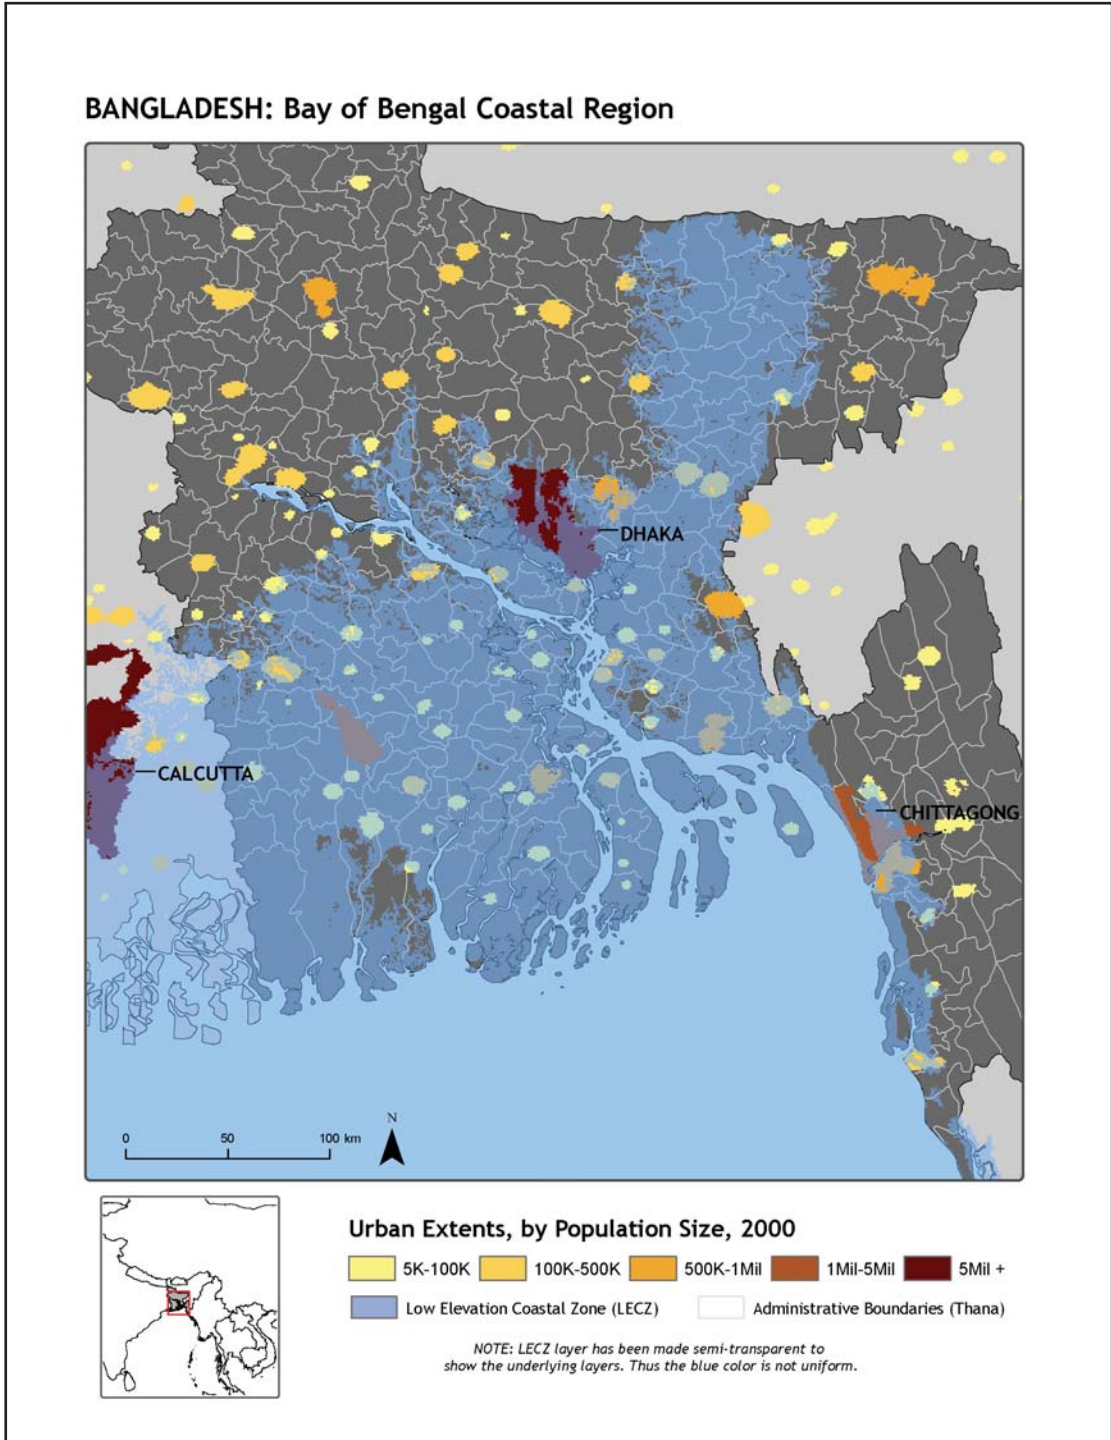 BANGLADESH: Bay of Bengal Coastal Region
DHAKA
CALCUTTA
CHITTAGONG
N
0 50 100 km
Urban Extents, by Population Size, 2000
5K-100K 100K-500K 500K-1Mil 1Mil-5Mil 5Mil +
Low Elevation Coastal Zone (LECZ) Administrative Boundaries (Thana)
NOTE: LECZ layer has been made semi-transparent to
show the underlying layers. Thus the blue color is not uniform.